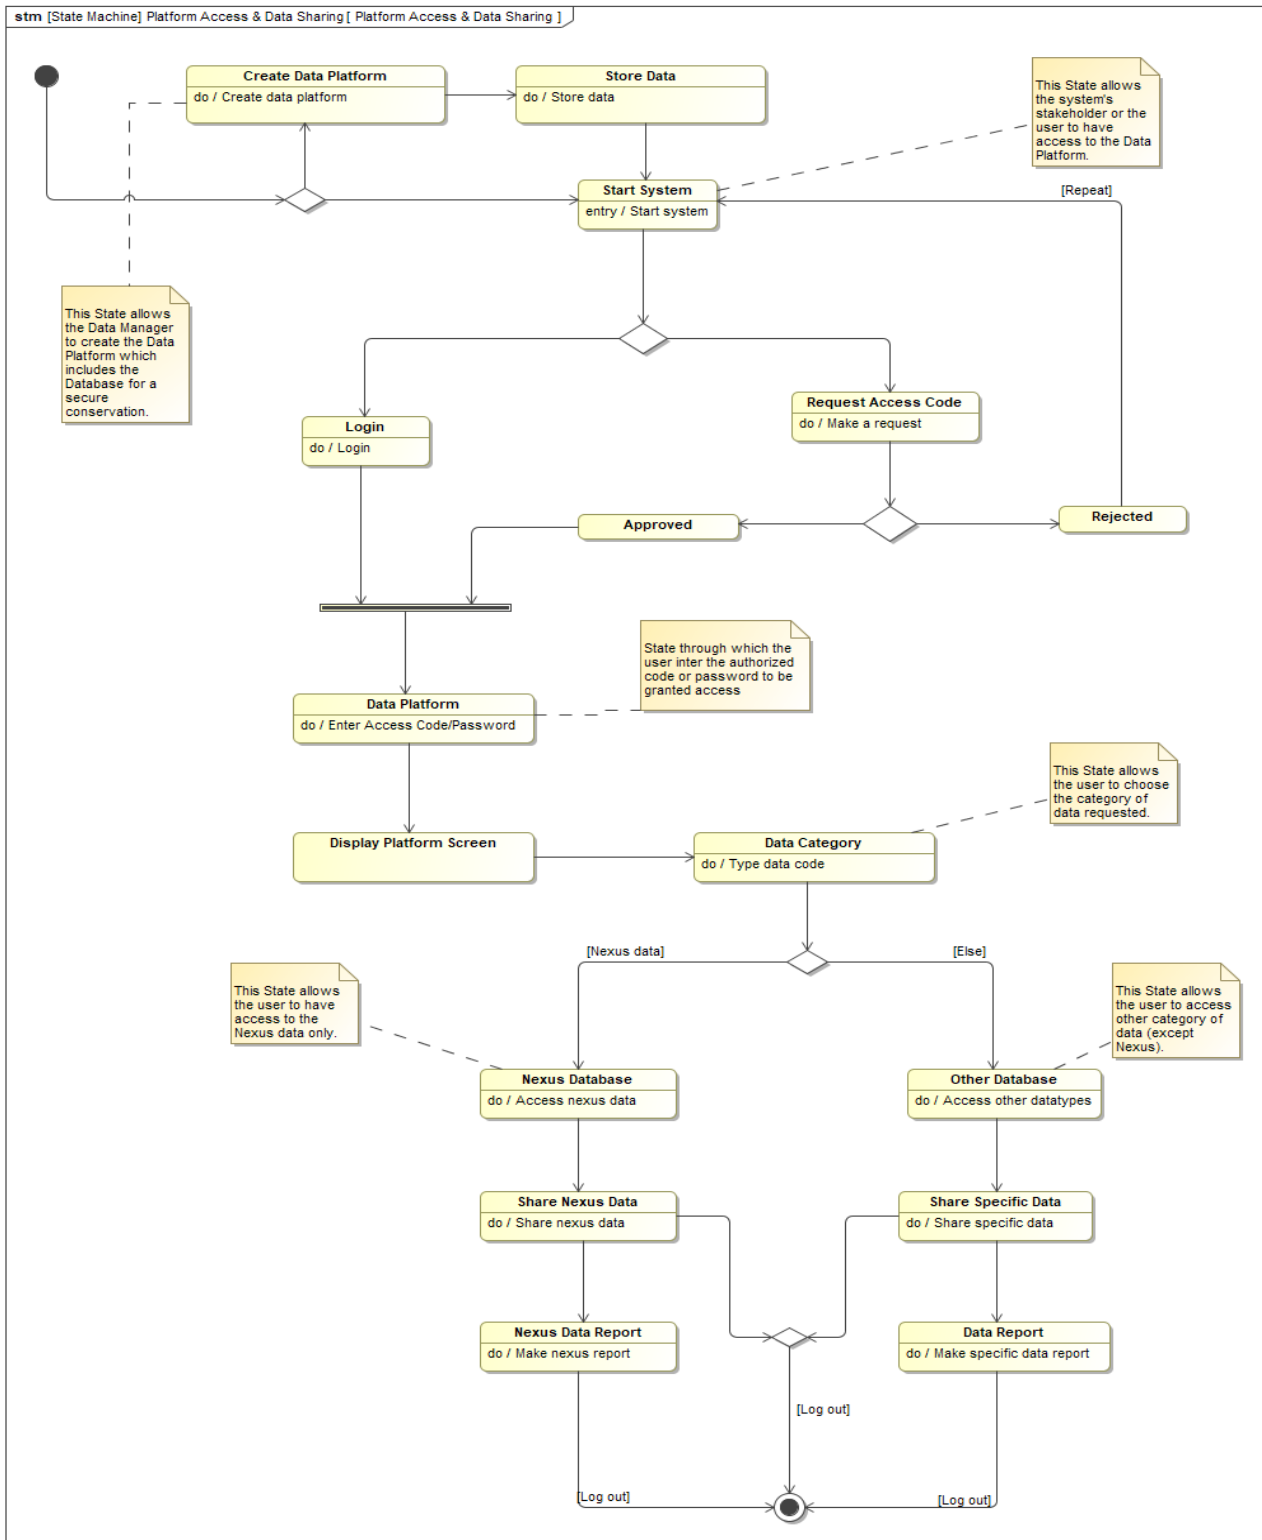 stm [State Machine] Platform Access & Data Sharing [ Platform Access & Data Sharing ]
Create Data Platform
do / Create data platform
Store Data
do / Store data
This State allows
the system's
stakeholder or the
user to have
access to the Data
Platform.
Start System
entry / Start system
[Repeat]
This State allows
the Data Manager
to create the Data
Platform which
includes the
Database for a
secure
conservation.
Login
do / Login
Request Access Code
do / Make a request
Approved
Rejected
State through which the
user inter the authorized
code or password to be
granted access
Data Platform
do / Enter Access Code/Password
This State allows
the user to choose
the category of
data requested.
Display Platform Screen
Data Category
do / Type data code
[Nexus data]
[Else]
This State allows
the user to have
access to the
Nexus data only.
This State allows
the user to access
other category of
data (except
Nexus).
Nexus Database
do / Access nexus data
Other Database
do / Access other datatypes
Share Nexus Data
do / Share nexus data
Share Specific Data
do / Share specific data
Nexus Data Report
do / Make nexus report
Data Report
do / Make specific data report
[Log out]
[Log out]
[Log out]